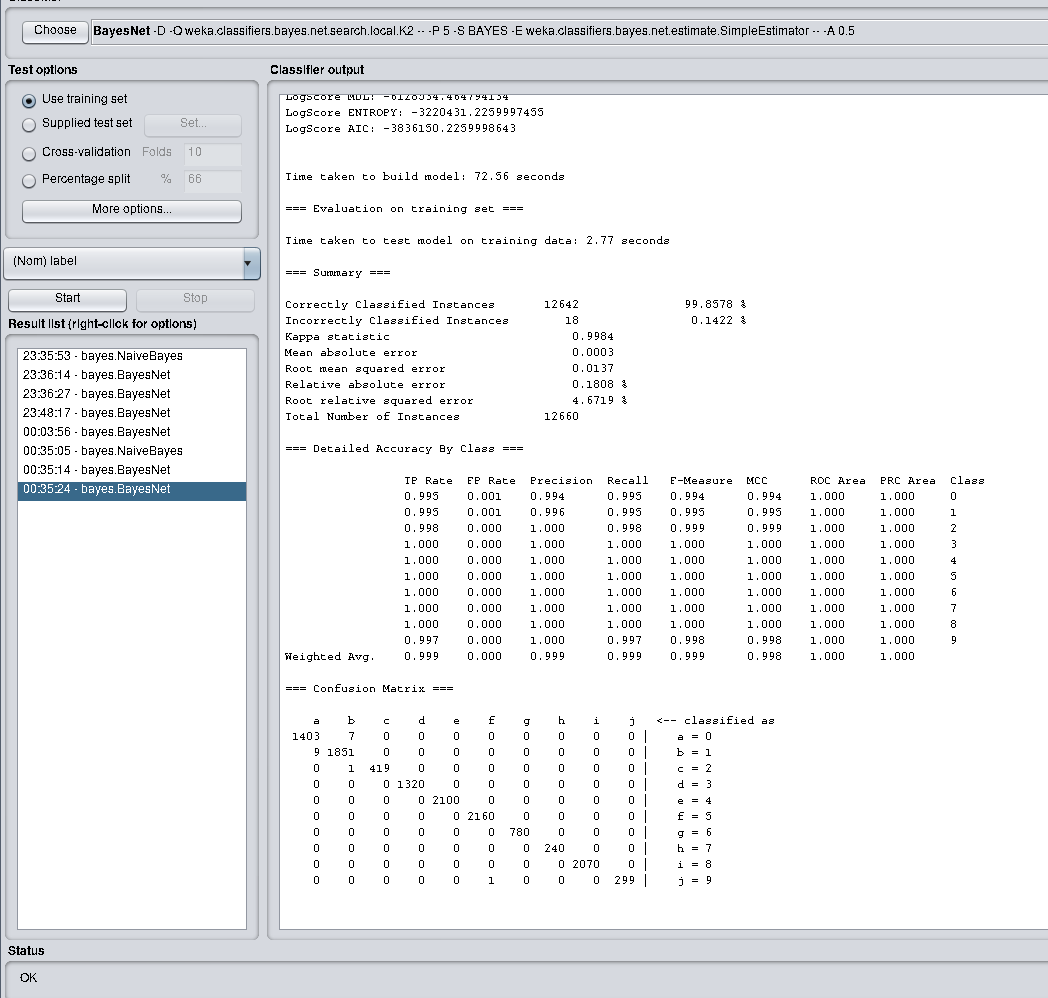 Choose BayesNet -D -Q weka.classifiers.bayes.net.search.local.K2 -- -P 5 -S BAYES -E weka.classifiers.bayes.net.estimate.SimpleEstimator -- -A 0.5
Test options
Use training set
Supplied test set Set...
Cross-validation Folds 10
Percentage split % 66
More options...
(Nom) label
Start Stop
Result list (right-click for options)
23:35:53 - bayes.NaiveBayes
23:36:14 - bayes.BayesNet
23:36:27 - bayes.BayesNet
23:48:17 - bayes.BayesNet
00:03:56 - bayes.BayesNet
00:35:05 - bayes.NaiveBayes
00:35:14 - bayes.BayesNet
00:35:24 - bayes.BayesNet
Classifier output
LogScore MDL: -6128534.464794134
LogScore ENTROPY: -3220431.2259997455
LogScore AIC: -3836150.2259998643
Time taken to build model: 72.56 seconds
=== Evaluation on training set ===
Time taken to test model on training data: 2.77 seconds
=== Summary ===
Correctly Classified Instances 12642 99.8578 %
Incorrectly Classified Instances 18 0.1422 %
Kappa statistic 0.9984
Mean absolute error 0.0003
Root mean squared error 0.0137
Relative absolute error 0.1808 %
Root relative squared error 4.6719 %
Total Number of Instances 12660
=== Detailed Accuracy By Class ===
TP Rate FP Rate Precision Recall F-Measure MCC ROC Area PRC Area Class
0.995 0.001 0.994 0.995 0.994 0.994 1.000 1.000 0
0.995 0.001 0.996 0.995 0.995 0.995 1.000 1.000 1
0.998 0.000 1.000 0.998 0.999 0.999 1.000 1.000 2
1.000 0.000 1.000 1.000 1.000 1.000 1.000 1.000 3
1.000 0.000 1.000 1.000 1.000 1.000 1.000 1.000 4
1.000 0.000 1.000 1.000 1.000 1.000 1.000 1.000 5
1.000 0.000 1.000 1.000 1.000 1.000 1.000 1.000 6
1.000 0.000 1.000 1.000 1.000 1.000 1.000 1.000 7
1.000 0.000 1.000 1.000 1.000 1.000 1.000 1.000 8
0.997 0.000 1.000 0.997 0.998 0.998 1.000 1.000 9
Weighted Avg. 0.999 0.000 0.999 0.999 0.999 0.998 1.000 1.000
=== Confusion Matrix ===
a b c d e f g h i j <-- classified as
1403 7 0 0 0 0 0 0 0 0 | a = 0
9 1851 0 0 0 0 0 0 0 0 | b = 1
0 1 419 0 0 0 0 0 0 0 | c = 2
0 0 0 1320 0 0 0 0 0 0 | d = 3
0 0 0 0 2100 0 0 0 0 0 | e = 4
0 0 0 0 0 2160 0 0 0 0 | f = 5
0 0 0 0 0 0 780 0 0 0 | g = 6
0 0 0 0 0 0 0 240 0 0 | h = 7
0 0 0 0 0 0 0 0 2070 0 | i = 8
0 0 0 0 0 1 0 0 0 299 | j = 9
Status
OK